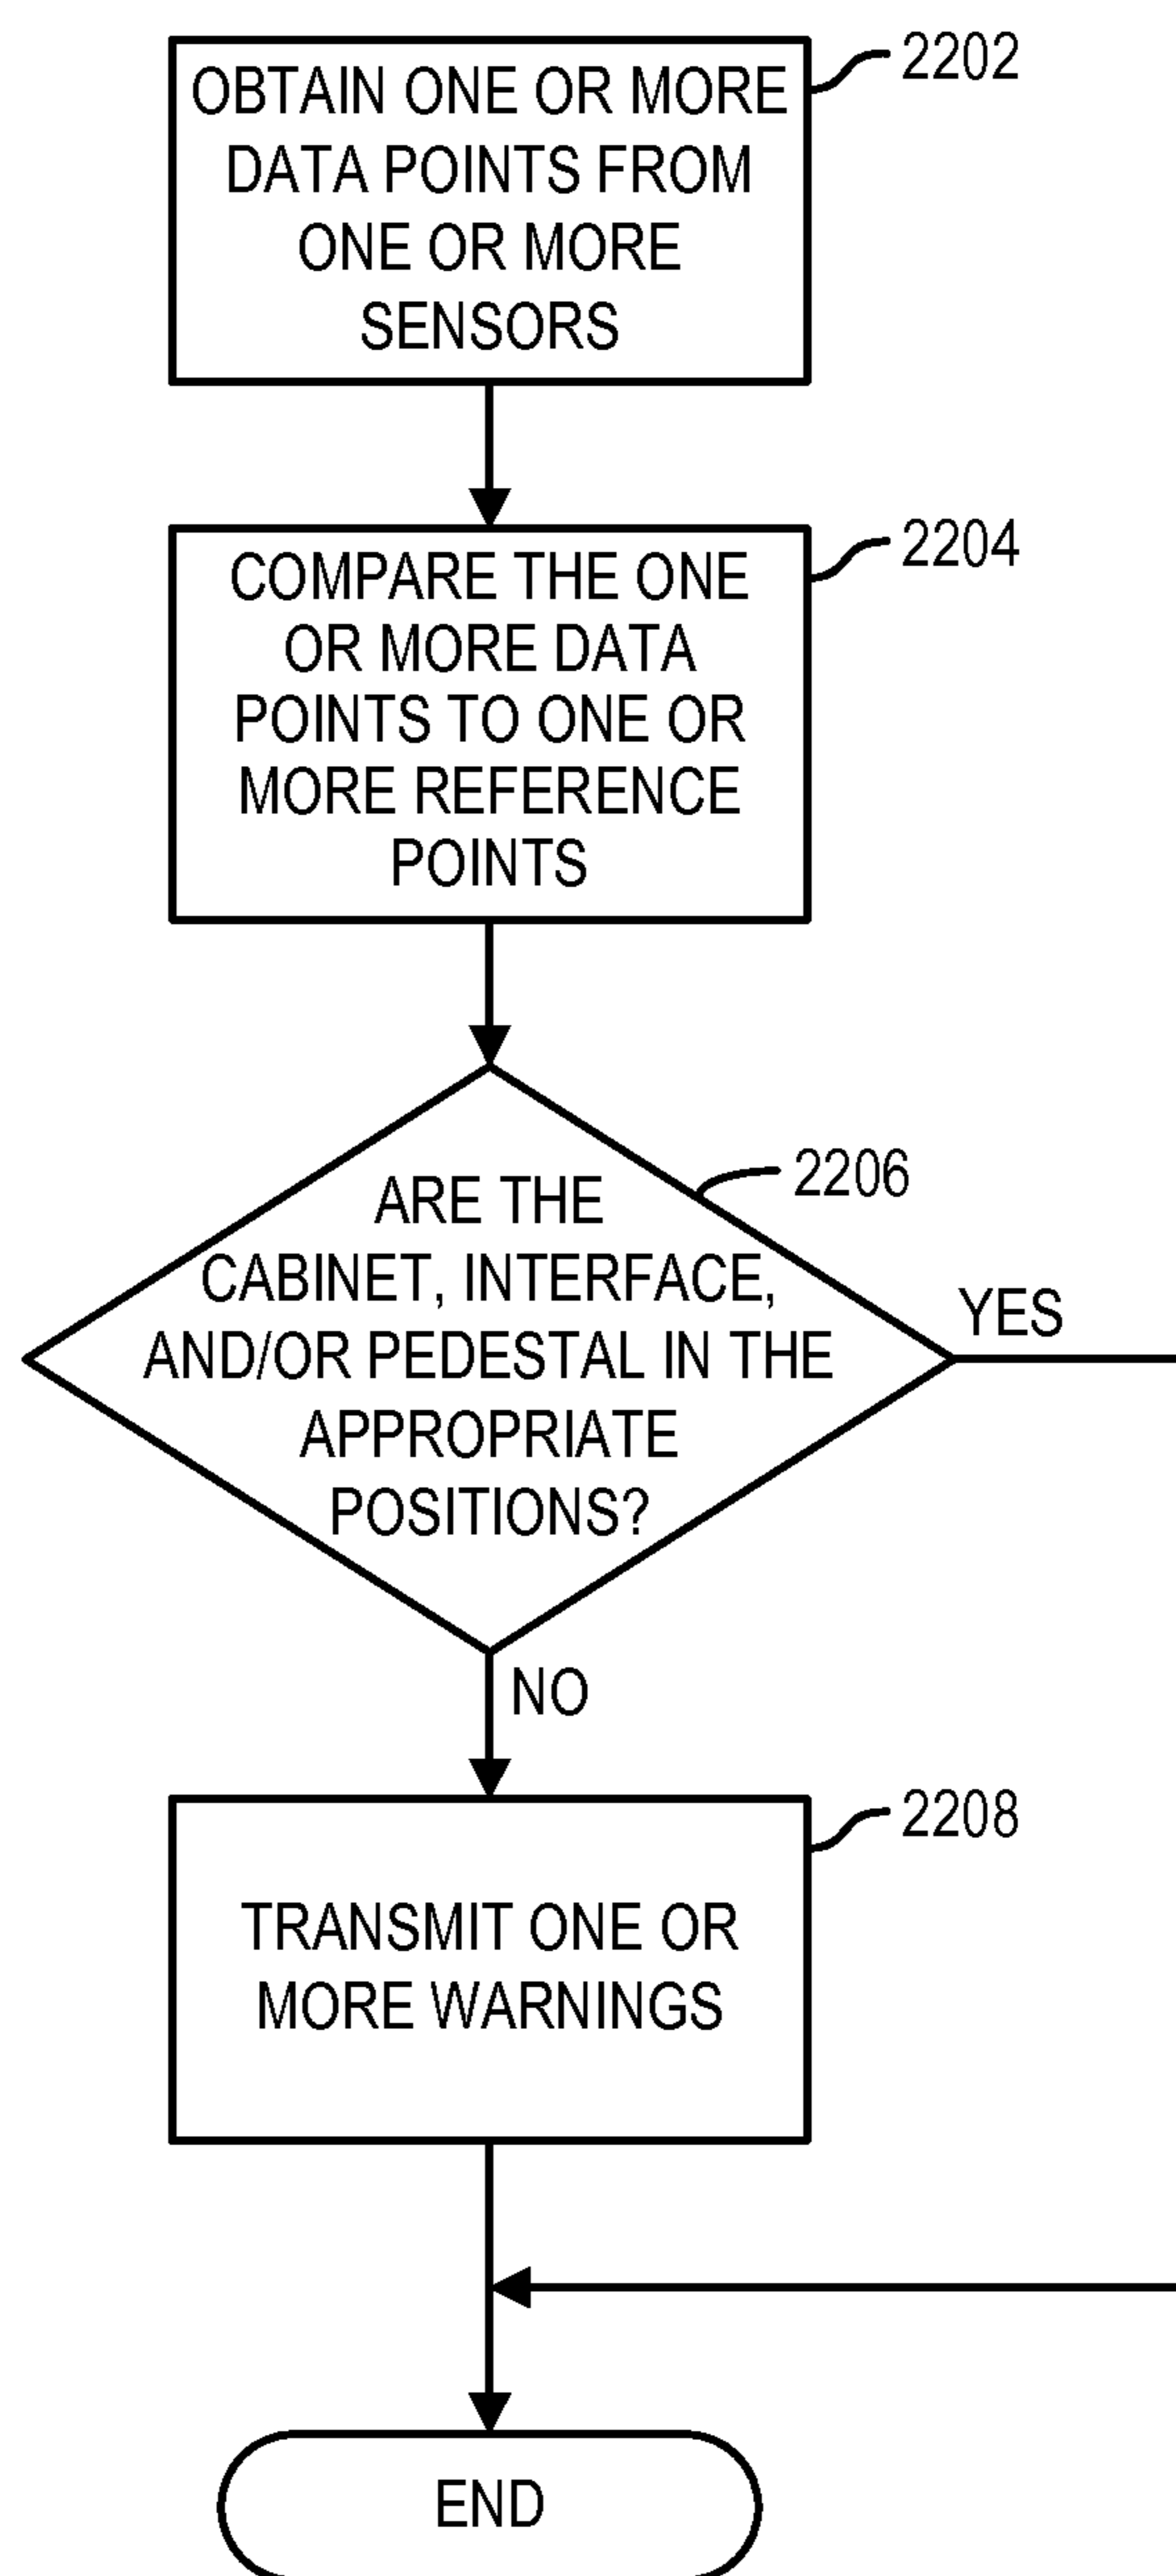 OBTAIN ONE OR MORE
DATA POINTS FROM
ONE OR MORE
SENSORS
2202
COMPARE THE ONE
OR MORE DATA
POINTS TO ONE OR
MORE REFERENCE
POINTS
2204
ARE THE
CABINET, INTERFACE,
AND/OR PEDESTAL IN THE
APPROPRIATE
POSITIONS?
2206
YES
NO
TRANSMIT ONE OR
MORE WARNINGS
2208
END